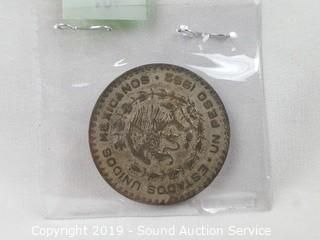 ESTADOS UNIDOS MEXICANOS · UN PESO 1962 ·
Copyright 2019 - Sound Auction Service